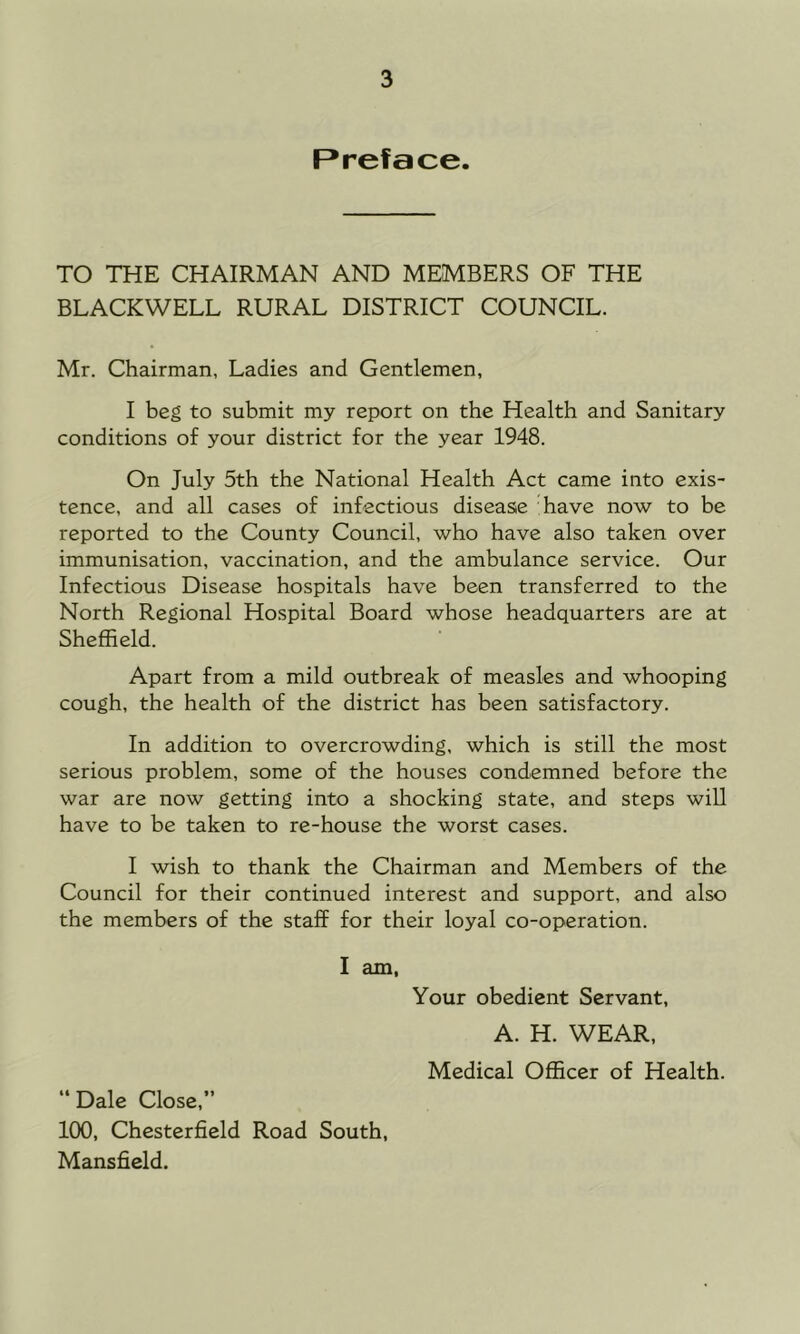 3
Preface.
TO THE CHAIRMAN AND MEMBERS OF THE
BLACKWELL RURAL DISTRICT COUNCIL.
Mr. Chairman, Ladies and Gentlemen,
I beg to submit my report on the Health and Sanitary
conditions of your district for the year 1948.
On July 5th the National Health Act came into exis-
tence, and all cases of infectious disease have now to be
reported to the County Council, who have also taken over
immunisation, vaccination, and the ambulance service. Our
Infectious Disease hospitals have been transferred to the
North Regional Hospital Board whose headquarters are at
Sheffield.
Apart from a mild outbreak of measles and whooping
cough, the health of the district has been satisfactory.
In addition to overcrowding, which is still the most
serious problem, some of the houses condemned before the
war are now getting into a shocking state, and steps will
have to be taken to re-house the worst cases.
I wish to thank the Chairman and Members of the
Council for their continued interest and support, and also
the members of the staff for their loyal co-operation.
I am,
Your obedient Servant,
A. H. WEAR,
Medical Officer of Health.
“ Dale Close,”
100, Chesterfield Road South,
Mansfield.